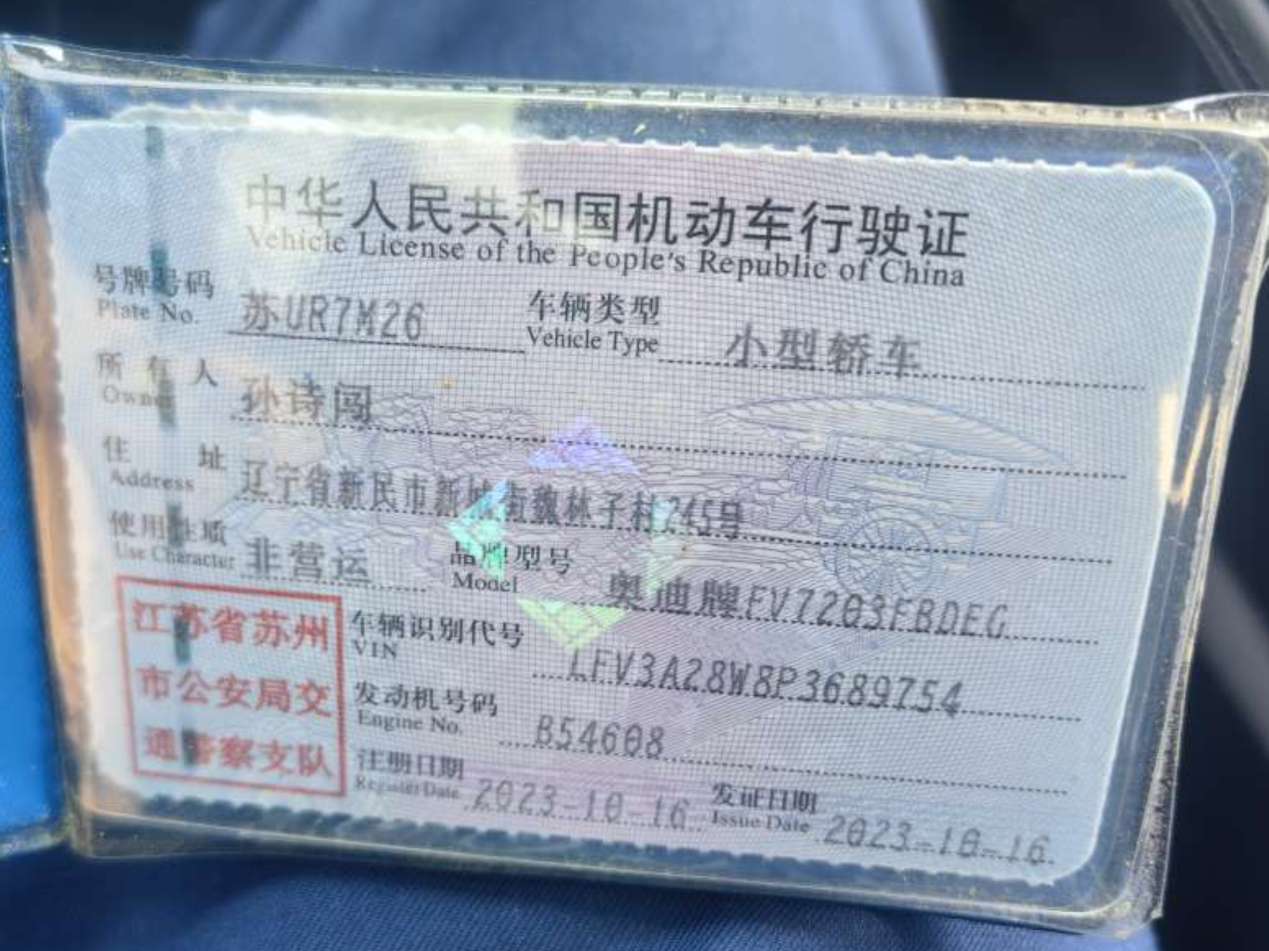 中华人民共和国机动车行驶证
Vehicle License of the People's Republic of China
号牌号码 苏UR7M26 车辆类型 小型轿车
Plate No. Vehicle Type
所有人 孙诗闯
Owner
住址 辽宁省新民市新城街魏林子村245号
Address
使用性质 非营运 品牌型号 奥迪牌FV7203FBDEG
Use Character Model
江苏省苏州
市公安局交
通警察支队
车辆识别代号 LFV3A28W8P3689754
VIN
发动机号码 B54608
Engine No.
注册日期 2023-10-16 发证日期 2023-10-16
Register Date Issue Date